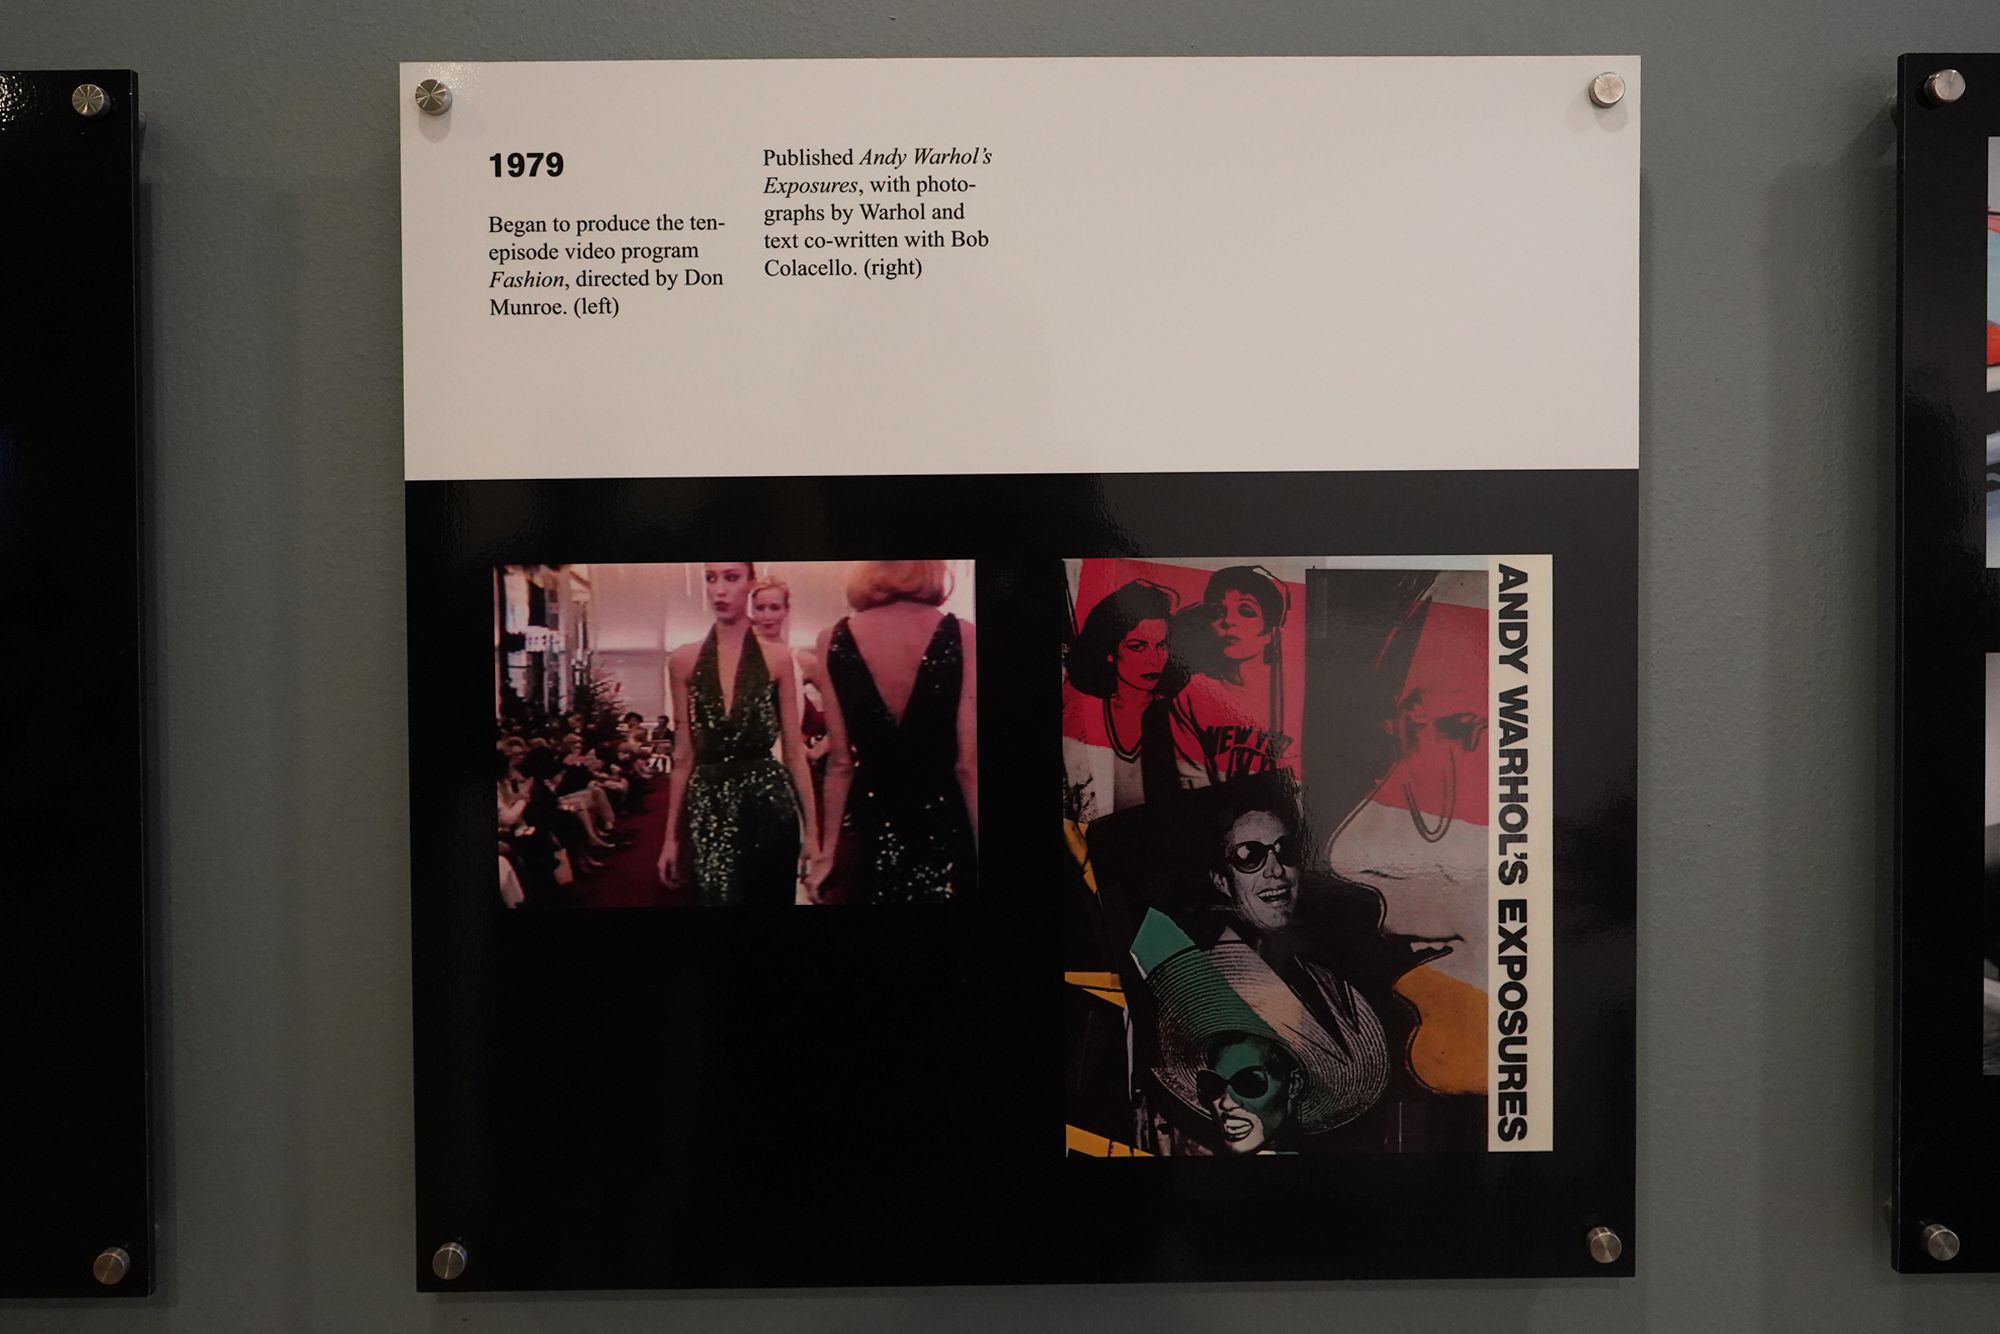 1979
Began to produce the ten-
episode video program
Fashion, directed by Don
Munroe. (left)
Published Andy Warhol's
Exposures, with photo-
graphs by Warhol and
text co-written with Bob
Colacello. (right)
ANDY WARHOL'S EXPOSURES
NEW